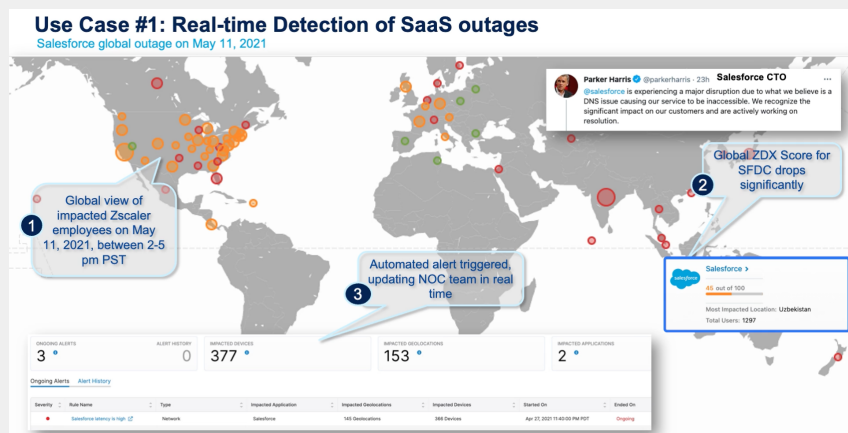 Use Case #1: Real-time Detection of SaaS outages
Salesforce global outage on May 11, 2021
Parker Harris @parkerharris · 23h Salesforce CTO ...
@salesforce is experiencing a major disruption due to what we believe is a
DNS issue causing our service to be inaccessible. We recognize the
significant impact on our customers and are actively working on
resolution.
1
Global view of
impacted Zscaler
employees on May
11, 2021, between 2-5
pm PST
2
Global ZDX Score for
SFDC drops
significantly
salesforce
Salesforce >
45 out of 100
Most Impacted Location: Uzbekistan
Total Users: 1297
3
Automated alert triggered,
updating NOC team in real
time
ONGOING ALERTS ALERT HISTORY IMPACTED DEVICES IMPACTED GEOLOCATIONS IMPACTED APPLICATIONS
3 0 377 153 2
Ongoing Alerts Alert History
Severity Rule Name Type Impacted Application Impacted Geolocations Impacted Devices Started On Ended On
Salesforce latency is high Network Salesforce 145 Geolocations 366 Devices Apr 27, 2021 11:40:00 PM PDT Ongoing